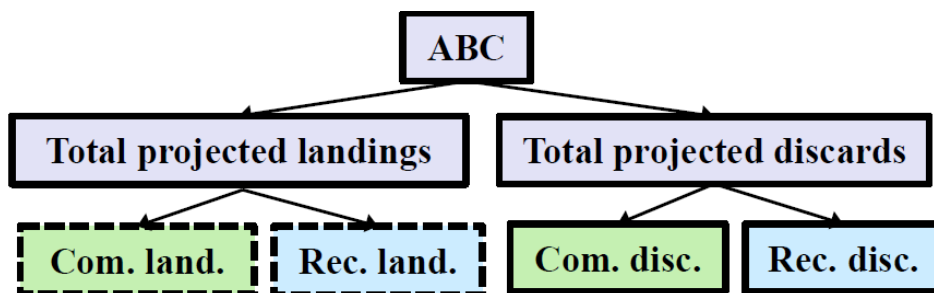 ABC
Total projected landings
Total projected discards
Com. land.
Rec. land.
Com. disc.
Rec. disc.